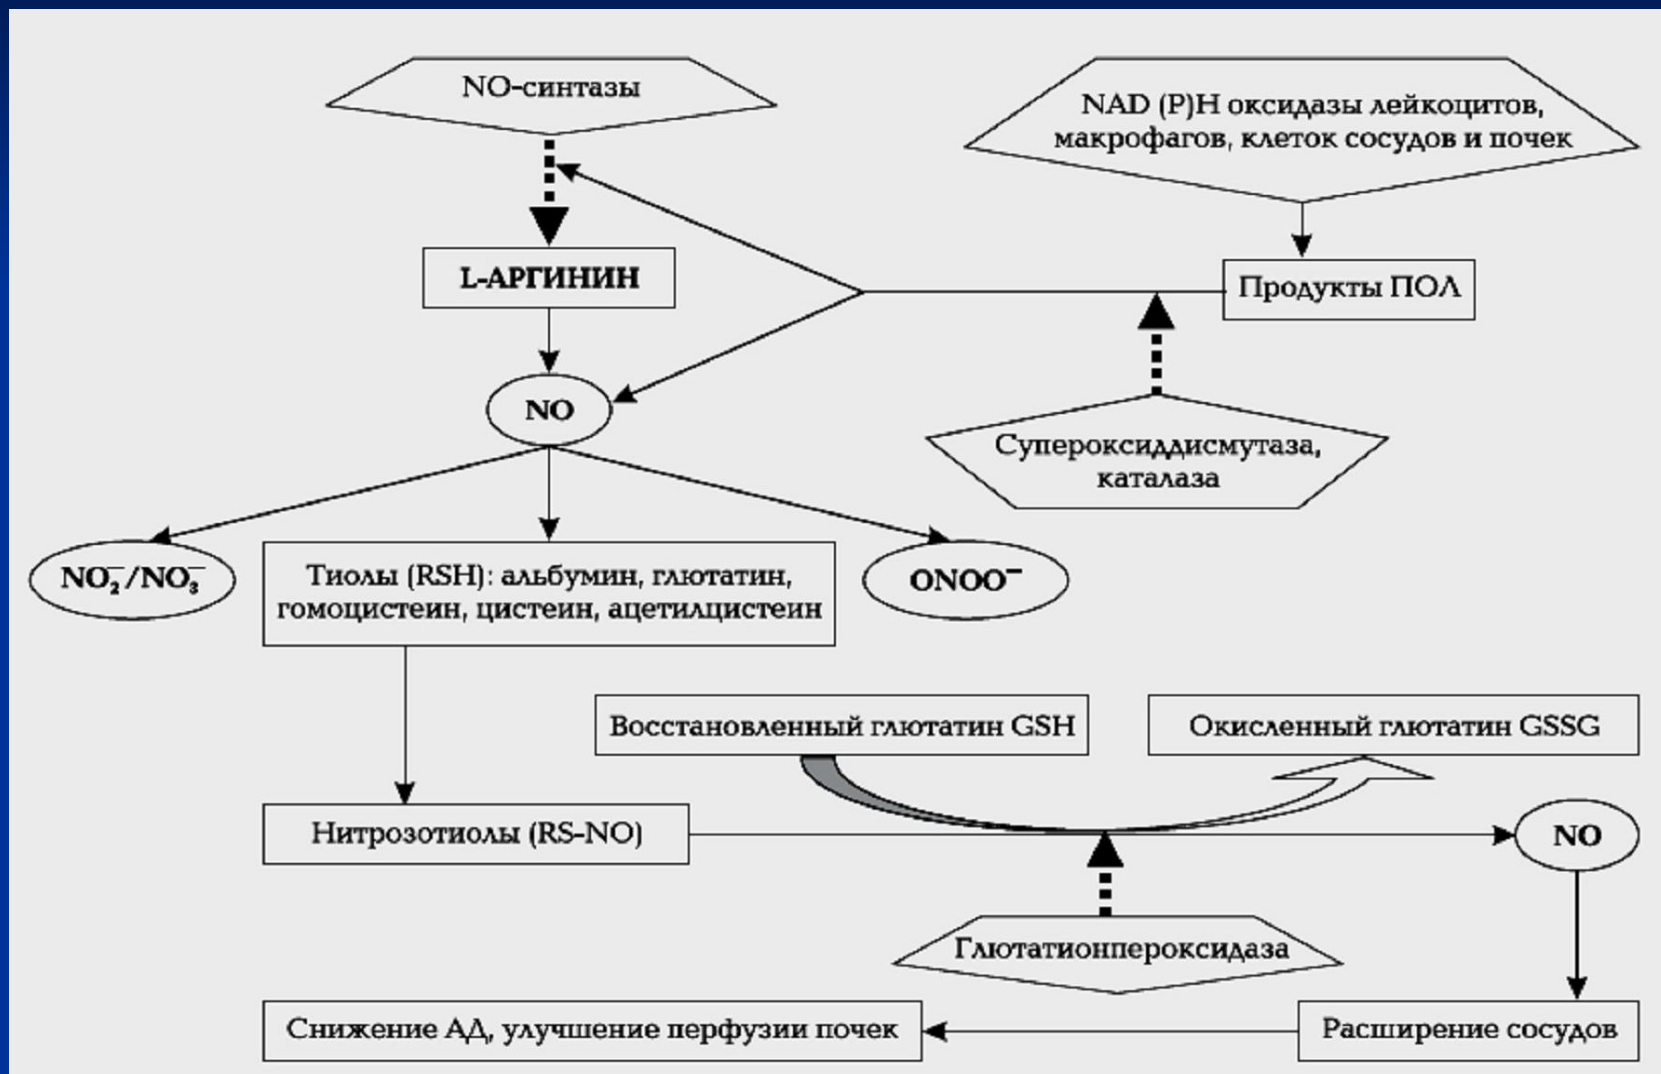 NO-синтазы
NAD (P)H оксидазы лейкоцитов,
макрофагов, клеток сосудов и почек
L-АРГИНИН
Продукты ПОЛ
NO
Супероксиддисмутаза,
каталаза
NO₂⁻/NO₃⁻
Тиолы (RSH): альбумин, глютатин,
гомоцистеин, цистеин, ацетилцистеин
ONOO⁻
Восстановленный глютатин GSH
Окисленный глютатин GSSG
Нитрозотиолы (RS-NO)
NO
Глютатионпероксидаза
Снижение АД, улучшение перфузии почек
Расширение сосудов